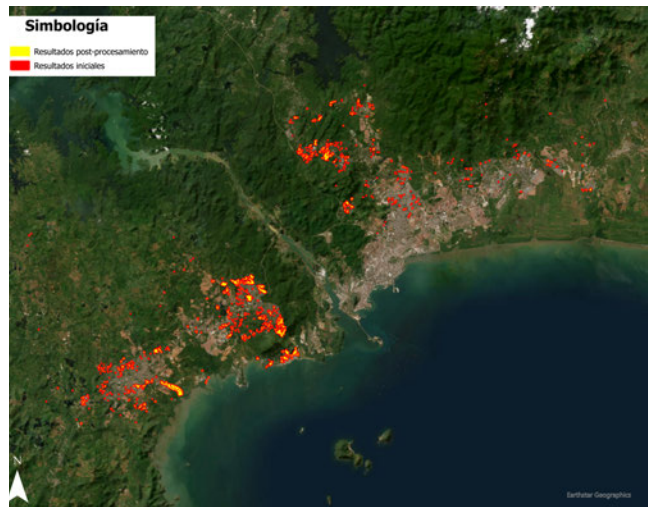 Simbología
Resultados post-procesamiento
Resultados iniciales
N
Earthstar Geographics